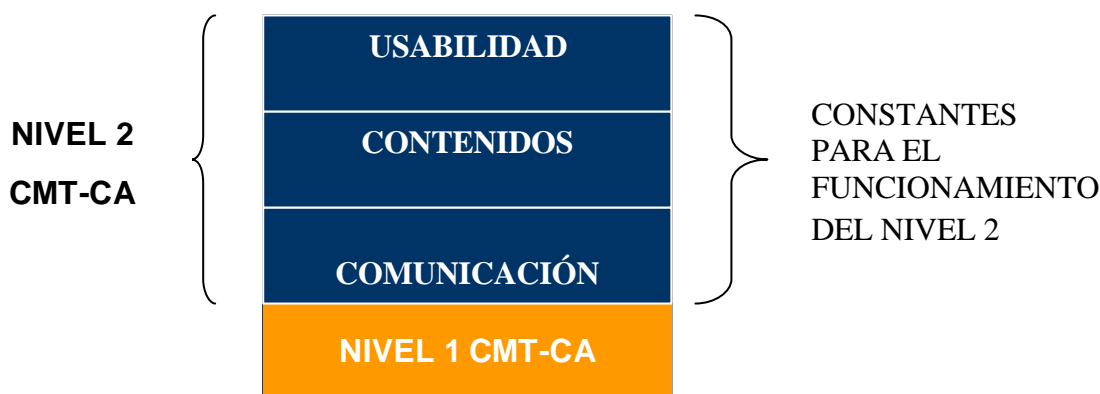 NIVEL 2
CMT-CA
USABILIDAD
CONTENIDOS
COMUNICACIÓN
NIVEL 1 CMT-CA
CONSTANTES
PARA EL
FUNCIONAMIENTO
DEL NIVEL 2